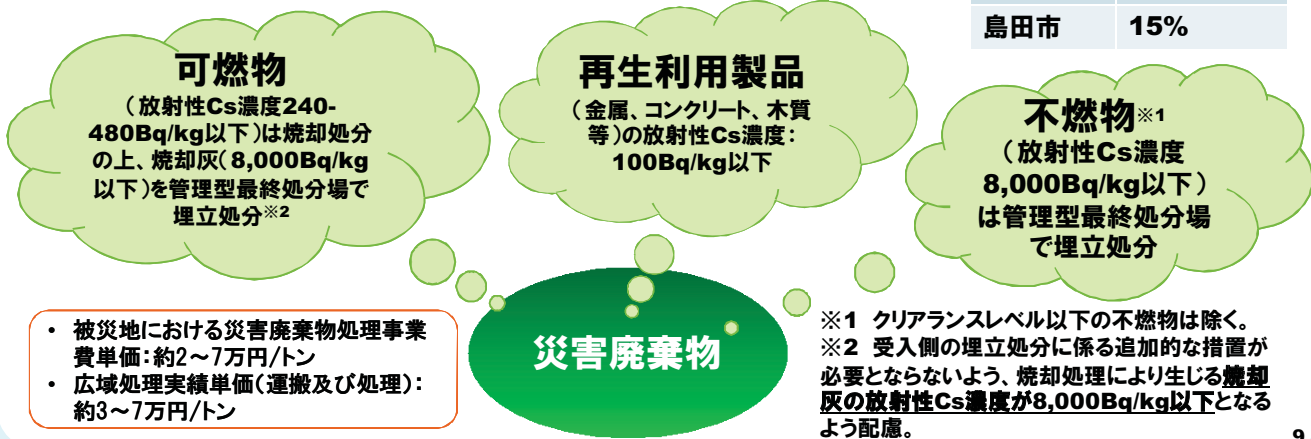 島田市 15%
可燃物
(放射性Cs濃度240-
480Bq/kg以下)は焼却処分
の上、焼却灰(8,000Bq/kg
以下)を管理型最終処分場で
埋立処分※2
再生利用製品
(金属、コンクリート、木質
等)の放射性Cs濃度:
100Bq/kg以下
不燃物※1
(放射性Cs濃度
8,000Bq/kg以下)
は管理型最終処分場
で埋立処分
災害廃棄物
• 被災地における災害廃棄物処理事業
費単価:約2~7万円/トン
• 広域処理実績単価(運搬及び処理):
約3~7万円/トン
※1 クリアランスレベル以下の不燃物は除く。
※2 受入側の埋立処分に係る追加的な措置が
必要とならないよう、焼却処理により生じる焼却
灰の放射性Cs濃度が8,000Bq/kg以下となる
よう配慮。
9